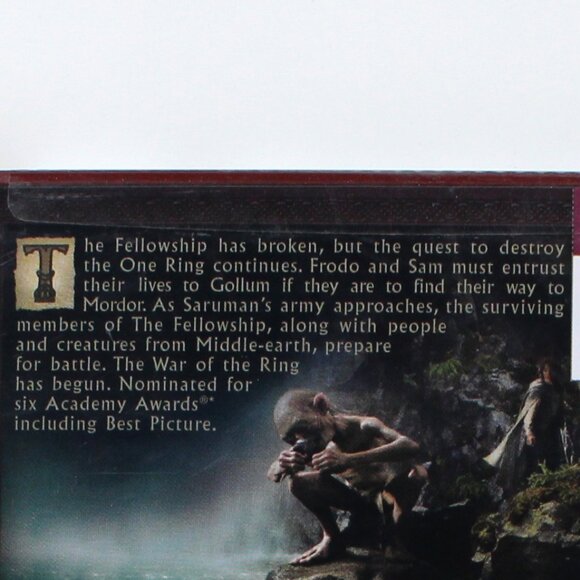 The Fellowship has broken, but the quest to destroy
the One Ring continues. Frodo and Sam must entrust
their lives to Gollum if they are to find their way to
Mordor. As Saruman's army approaches, the surviving
members of The Fellowship, along with people
and creatures from Middle-earth, prepare
for battle. The War of the Ring
has begun. Nominated for
six Academy Awards®*
including Best Picture.